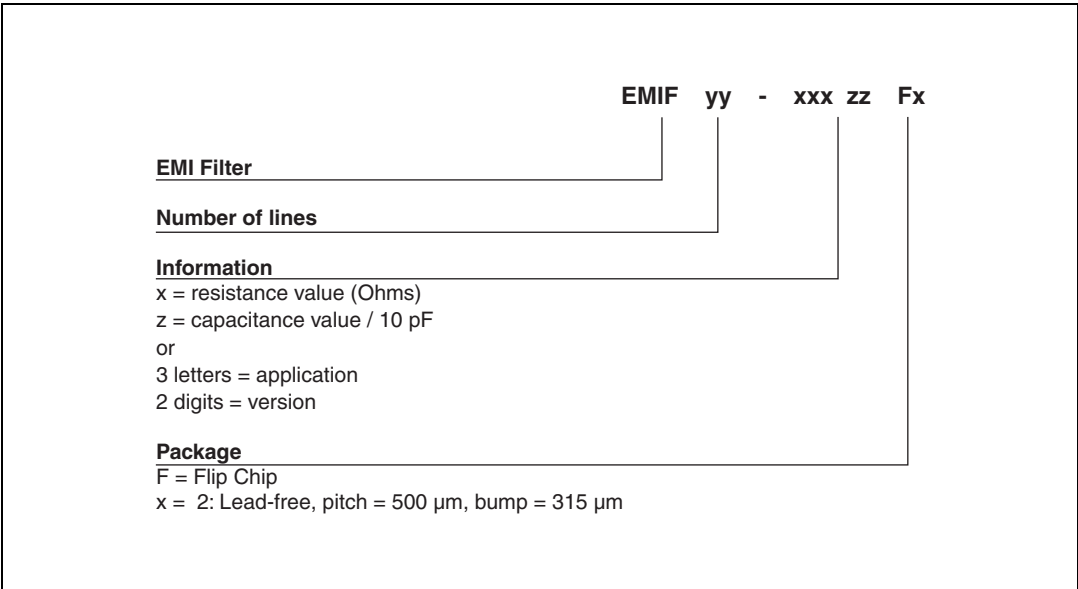 EMIF yy - xxx zz Fx
EMI Filter
Number of lines
Information
x = resistance value (Ohms)
z = capacitance value / 10 pF
or
3 letters = application
2 digits = version
Package
F = Flip Chip
x = 2: Lead-free, pitch = 500 µm, bump = 315 µm